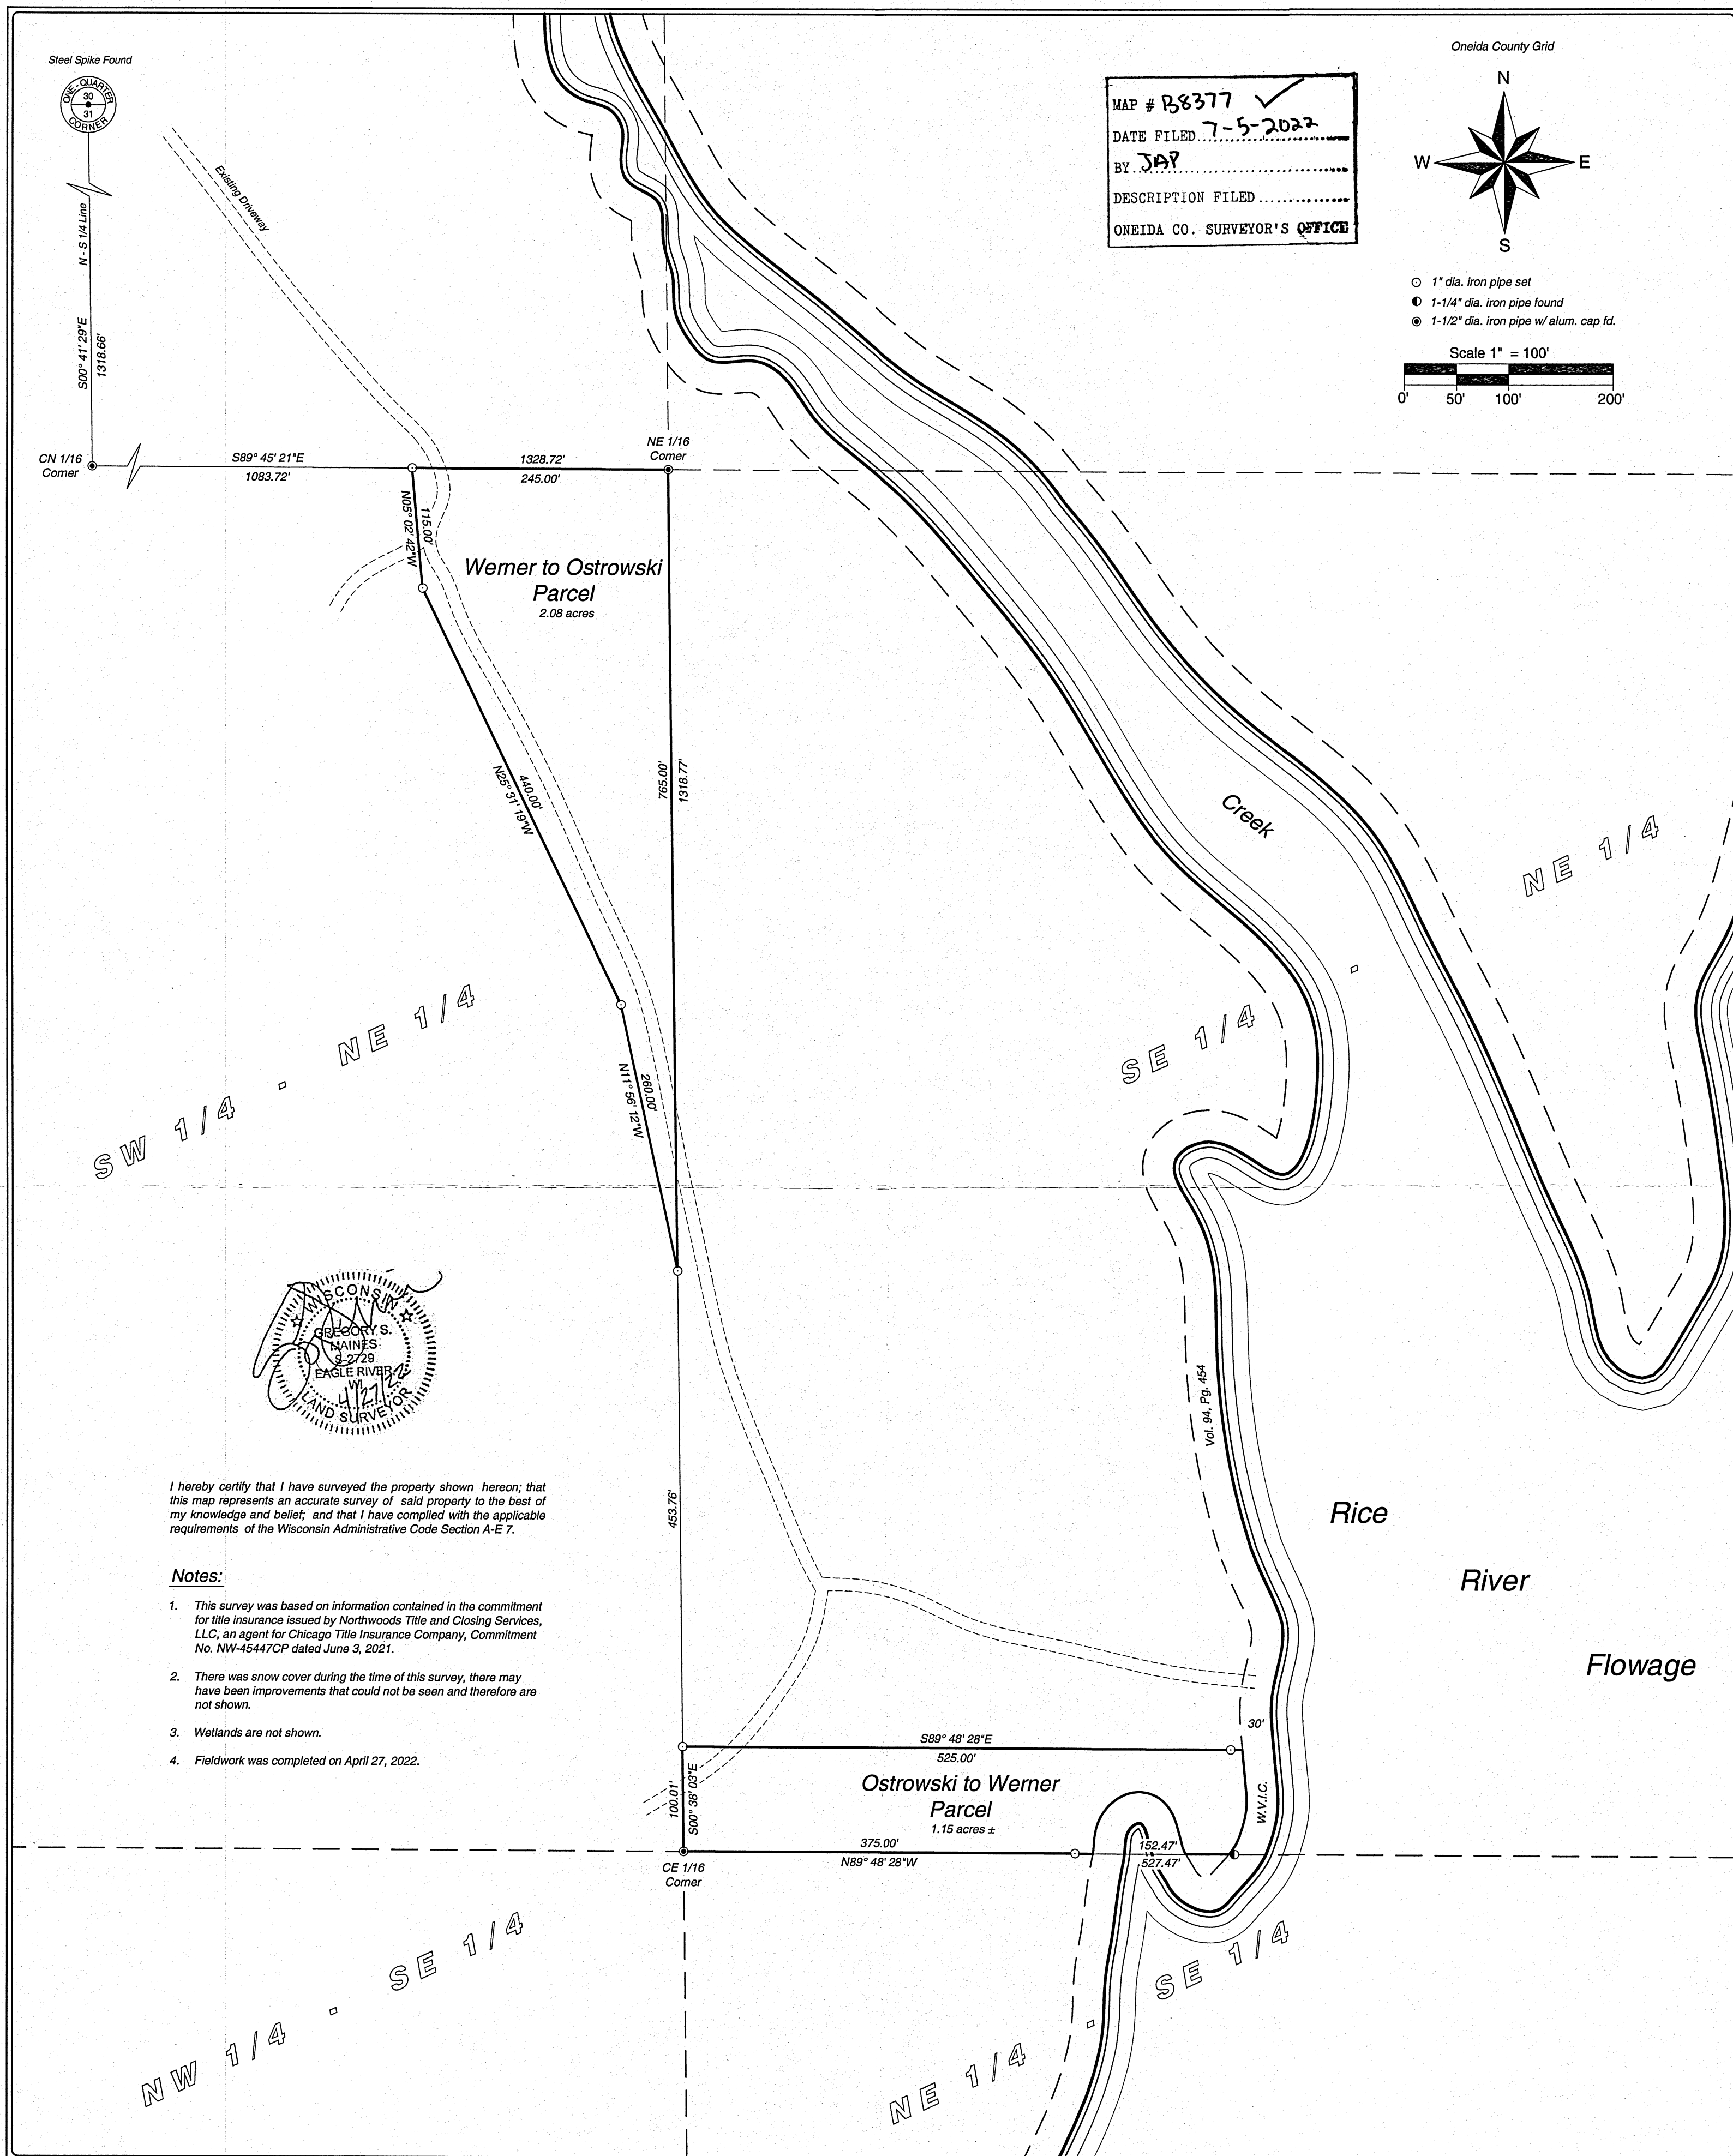 Steel Spike Found
ONE-QUARTER
30
31
CORNER
N - S 1/4 Line
S00° 41' 29"E
1318.66'
Existing Driveway
MAP # B8377 ✓
DATE FILED 7-5-2022
BY JAP
DESCRIPTION FILED
ONEIDA CO. SURVEYOR'S OFFICE
Oneida County Grid
N
W
E
S
1" dia. iron pipe set
1-1/4" dia. iron pipe found
1-1/2" dia. iron pipe w/ alum. cap fd.
Scale 1" = 100'
0' 50' 100' 200'
CN 1/16
Corner
S89° 45' 21"E
1083.72'
1328.72'
245.00'
NE 1/16
Corner
N05° 02' 42"W
115.00'
Werner to Ostrowski
Parcel
2.08 acres
N25° 31' 19"W
440.00'
765.00'
1318.77'
Creek
NE 1/4
SE 1/4
SW 1/4 - NE 1/4
N11° 56' 12"W
260.00'
WISCONSIN
GREGORY S.
MAINES
S-2729
EAGLE RIVER
WI
4/27/22
LAND SURVEYOR
Vol. 94, Pg. 454
453.76'
Rice
River
Flowage
I hereby certify that I have surveyed the property shown hereon; that
this map represents an accurate survey of said property to the best of
my knowledge and belief; and that I have complied with the applicable
requirements of the Wisconsin Administrative Code Section A-E 7.
Notes:
1. This survey was based on information contained in the commitment
for title insurance issued by Northwoods Title and Closing Services,
LLC, an agent for Chicago Title Insurance Company, Commitment
No. NW-45447CP dated June 3, 2021.
2. There was snow cover during the time of this survey, there may
have been improvements that could not be seen and therefore are
not shown.
3. Wetlands are not shown.
4. Fieldwork was completed on April 27, 2022.
30'
S89° 48' 28"E
525.00'
Ostrowski to Werner
Parcel
1.15 acres ±
100.01'
S00° 38' 03"E
W.V.I.C.
375.00'
N89° 48' 28"W
152.47'
527.47'
CE 1/16
Corner
NW 1/4 - SE 1/4
NE 1/4 - SE 1/4